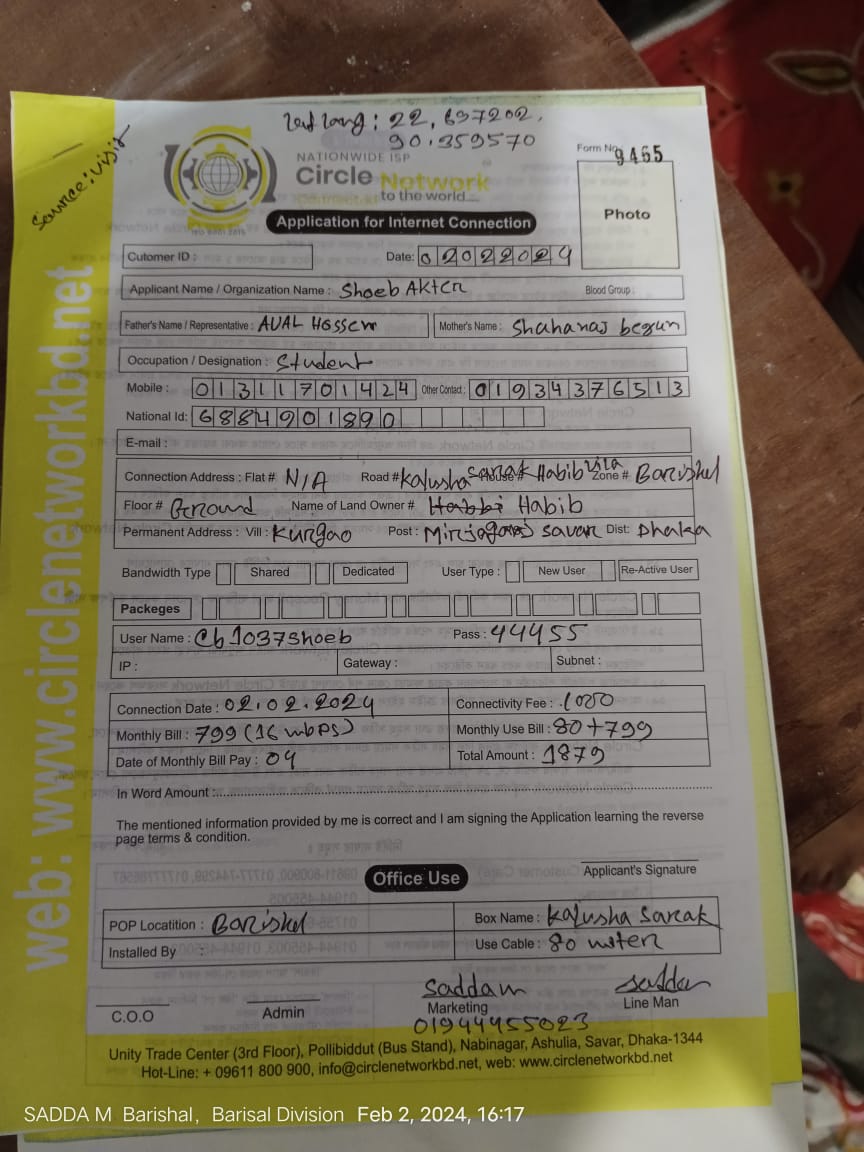 Lat Long : 22,697202,
90.359570
Source: visit
NATIONWIDE ISP
Circle Network
to the world...
ISO 9001:2015
Form No 9465
Photo
Application for Internet Connection
Cutomer ID :
Date: 02022024
Applicant Name / Organization Name : Shoeb Akter Blood Group :
Father's Name / Representative : AUAL Hossen Mother's Name : Shahanaj begun
Occupation / Designation : Student
Mobile : 01311701424 Other Contact : 01934376513
National Id: 6884901890
E-mail :
Connection Address : Flat # N/A Road # Kalusha Sarak House # Habib Vila Zone # Barishal
Floor # Ground Name of Land Owner # Habib
Permanent Address : Vill : Kurgao Post : Savar Dist: Dhaka
Bandwidth Type Shared Dedicated User Type : New User Re-Active User
Packeges
User Name : Cb1037shoeb Pass : 44455
IP : Gateway : Subnet :
Connection Date : 02.02.2024 Connectivity Fee : 1000
Monthly Bill : 799 (16 mbps) Monthly Use Bill : 80+799
Date of Monthly Bill Pay : 04 Total Amount : 1879
In Word Amount :
The mentioned information provided by me is correct and I am signing the Application learning the reverse
page terms & condition.
Applicant's Signature
Office Use
POP Locatition : Barishal Box Name : Kalusha Sarak
Installed By : Use Cable : 80 miter
saddam saddam
C.O.O Admin Marketing Line Man
01944455023
Unity Trade Center (3rd Floor), Pollibiddut (Bus Stand), Nabinagar, Ashulia, Savar, Dhaka-1344
Hot-Line: + 09611 800 900, info@circlenetworkbd.net, web: www.circlenetworkbd.net
web: www.circlenetworkbd.net
SADDA M Barishal, Barisal Division Feb 2, 2024, 16:17